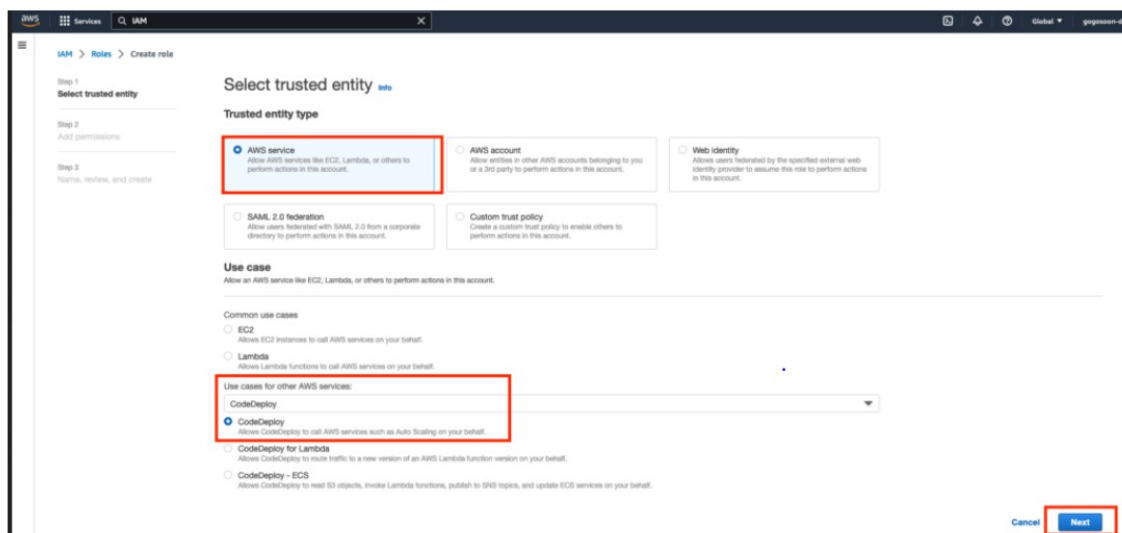 aws
Services
IAM
Global
gogosoon-d
IAM > Roles > Create role
Step 1
Select trusted entity
Step 2
Add permissions
Step 3
Name, review, and create
Select trusted entity Info
Trusted entity type
AWS service
Allow AWS services like EC2, Lambda, or others to
perform actions in this account.
AWS account
Allow entities in other AWS accounts belonging to you
or a 3rd party to perform actions in this account.
Web identity
Allows users federated by the specified external web
identity provider to assume this role to perform actions
in this account.
SAML 2.0 federation
Allow users federated with SAML 2.0 from a corporate
directory to perform actions in this account.
Custom trust policy
Create a custom trust policy to enable others to
perform actions in this account.
Use case
Allow an AWS service like EC2, Lambda, or others to perform actions in this account.
Common use cases
EC2
Allows EC2 instances to call AWS services on your behalf.
Lambda
Allows Lambda functions to call AWS services on your behalf.
Use cases for other AWS services:
CodeDeploy
CodeDeploy
Allows CodeDeploy to call AWS services such as Auto Scaling on your behalf.
CodeDeploy for Lambda
Allows CodeDeploy to route traffic to a new version of an AWS Lambda function version on your behalf.
CodeDeploy - ECS
Allows CodeDeploy to read S3 objects, invoke Lambda functions, publish to SNS topics, and update ECS services on your behalf.
Cancel
Next